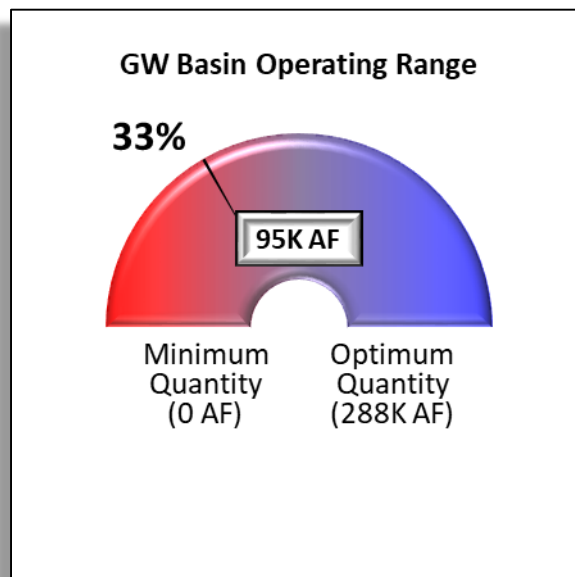 GW Basin Operating Range
33%
95K AF
Minimum
Quantity
(0 AF)
Optimum
Quantity
(288K AF)